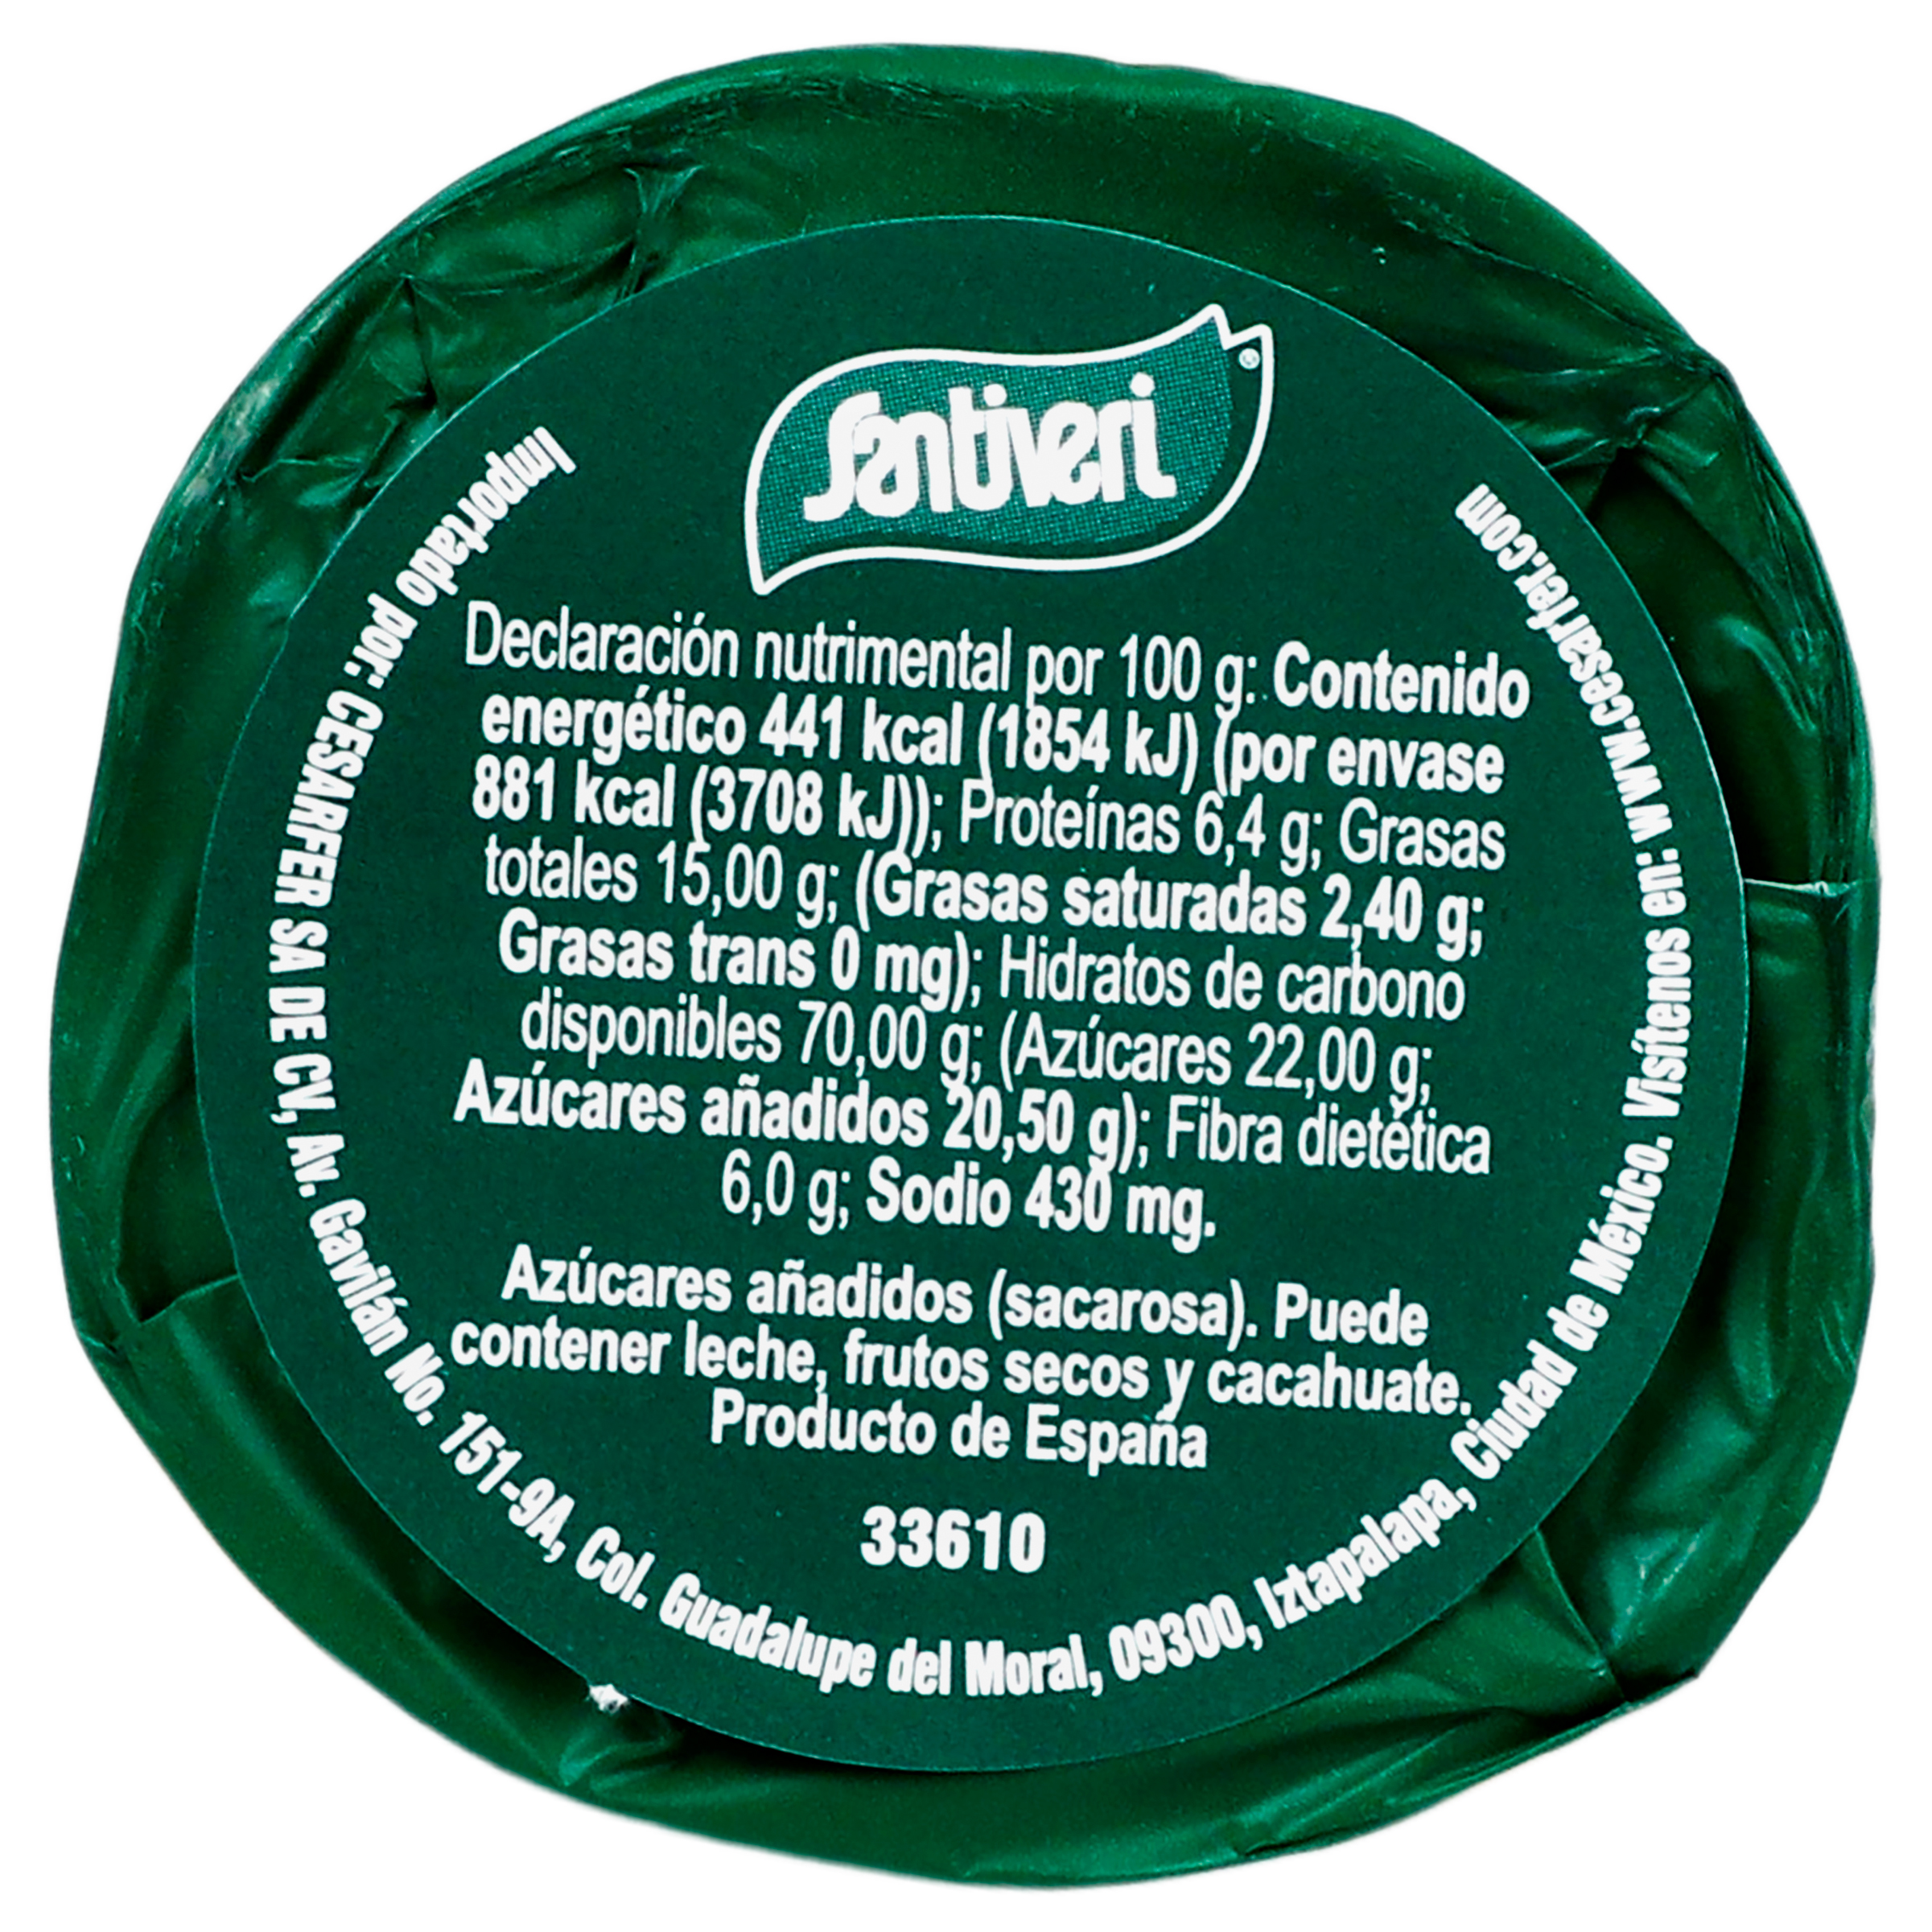 Santiveri®
Declaración nutrimental por 100 g: Contenido
energético 441 kcal (1854 kJ) (por envase
881 kcal (3708 kJ)); Proteínas 6,4 g; Grasas
totales 15,00 g; (Grasas saturadas 2,40 g;
Grasas trans 0 mg); Hidratos de carbono
disponibles 70,00 g; (Azúcares 22,00 g;
Azúcares añadidos 20,50 g); Fibra dietética
6,0 g; Sodio 430 mg.
Azúcares añadidos (sacarosa). Puede
contener leche, frutos secos y cacahuate.
Producto de España
33610
Importado por: CESARFER SA DE CV, Av. Gavilán No. 151-9A, Col. Guadalupe del Moral, 09300, Iztapalapa, Ciudad de México. Visítenos en: www.cesarfer.com